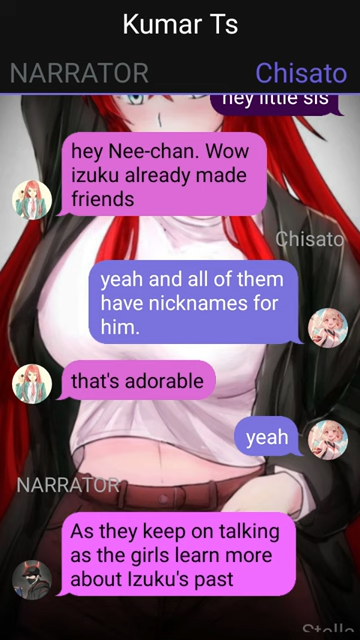 Kumar Ts
NARRATOR
Chisato
hey little sis
hey Nee-chan. Wow
izuku already made
friends
Chisato
yeah and all of them
have nicknames for
him.
that's adorable
yeah
NARRATOR
As they keep on talking
as the girls learn more
about Izuku's past